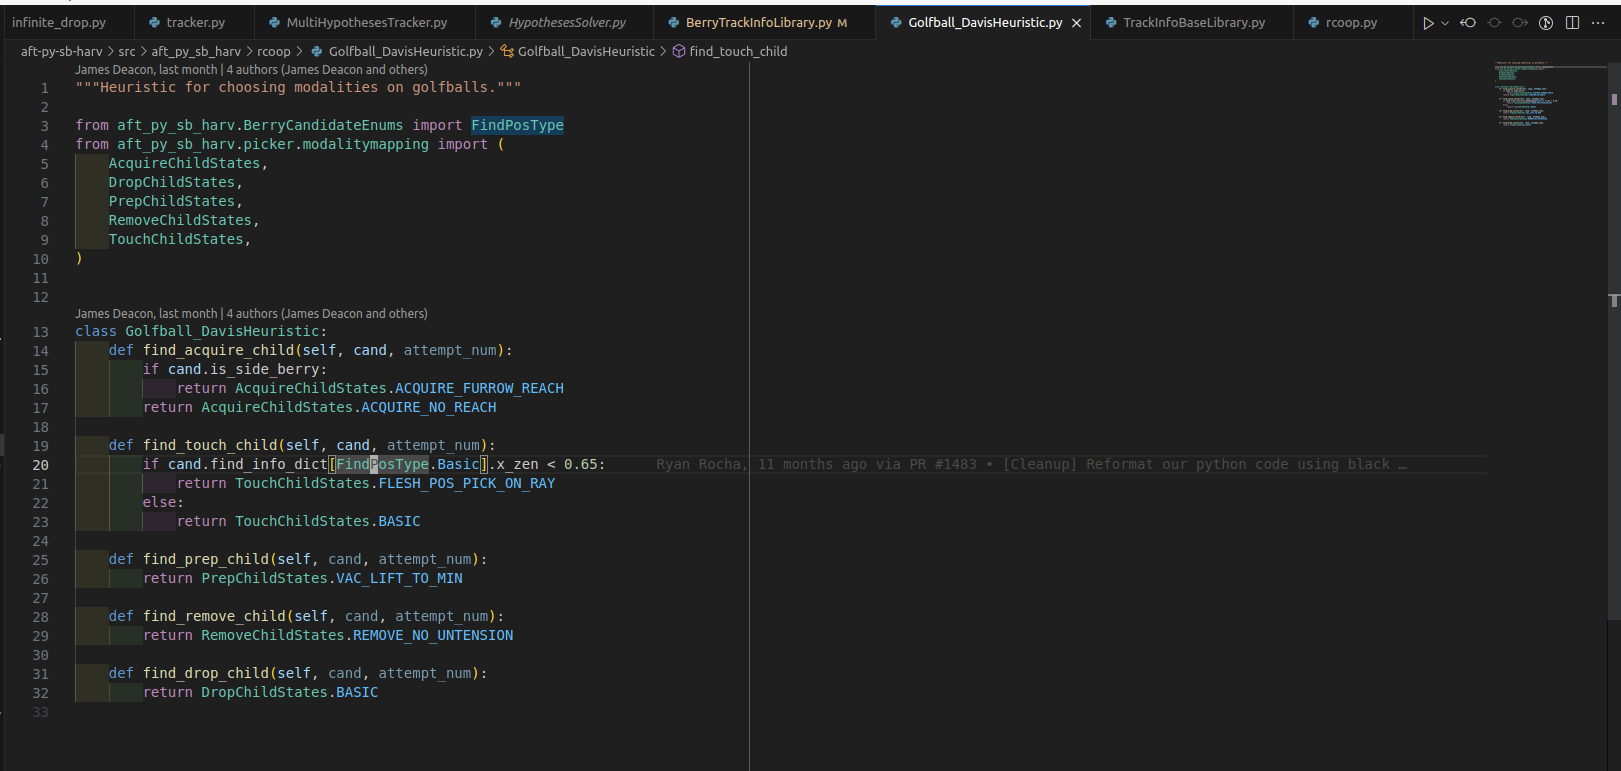 infinite_drop.py tracker.py MultiHypothesesTracker.py HypothesesSolver.py BerryTrackInfoLibrary.py M Golfball_DavisHeuristic.py TrackInfoBaseLibrary.py rcoop.py
aft-py-sb-harv > src > aft_py_sb_harv > rcoop > Golfball_DavisHeuristic.py > Golfball_DavisHeuristic > find_touch_child
James Deacon, last month | 4 authors (James Deacon and others)
1 """Heuristic for choosing modalities on golfballs."""
2
3 from aft_py_sb_harv.BerryCandidateEnums import FindPosType
4 from aft_py_sb_harv.picker.modalitymapping import (
5 AcquireChildStates,
6 DropChildStates,
7 PrepChildStates,
8 RemoveChildStates,
9 TouchChildStates,
10 )
11
12
James Deacon, last month | 4 authors (James Deacon and others)
13 class Golfball_DavisHeuristic:
14 def find_acquire_child(self, cand, attempt_num):
15 if cand.is_side_berry:
16 return AcquireChildStates.ACQUIRE_FURROW_REACH
17 return AcquireChildStates.ACQUIRE_NO_REACH
18
19 def find_touch_child(self, cand, attempt_num):
20 if cand.find_info_dict[FindPosType.Basic].x_zen < 0.65: Ryan Rocha, 11 months ago via PR #1483 • [Cleanup] Reformat our python code using black …
21 return TouchChildStates.FLESH_POS_PICK_ON_RAY
22 else:
23 return TouchChildStates.BASIC
24
25 def find_prep_child(self, cand, attempt_num):
26 return PrepChildStates.VAC_LIFT_TO_MIN
27
28 def find_remove_child(self, cand, attempt_num):
29 return RemoveChildStates.REMOVE_NO_UNTENSION
30
31 def find_drop_child(self, cand, attempt_num):
32 return DropChildStates.BASIC
33